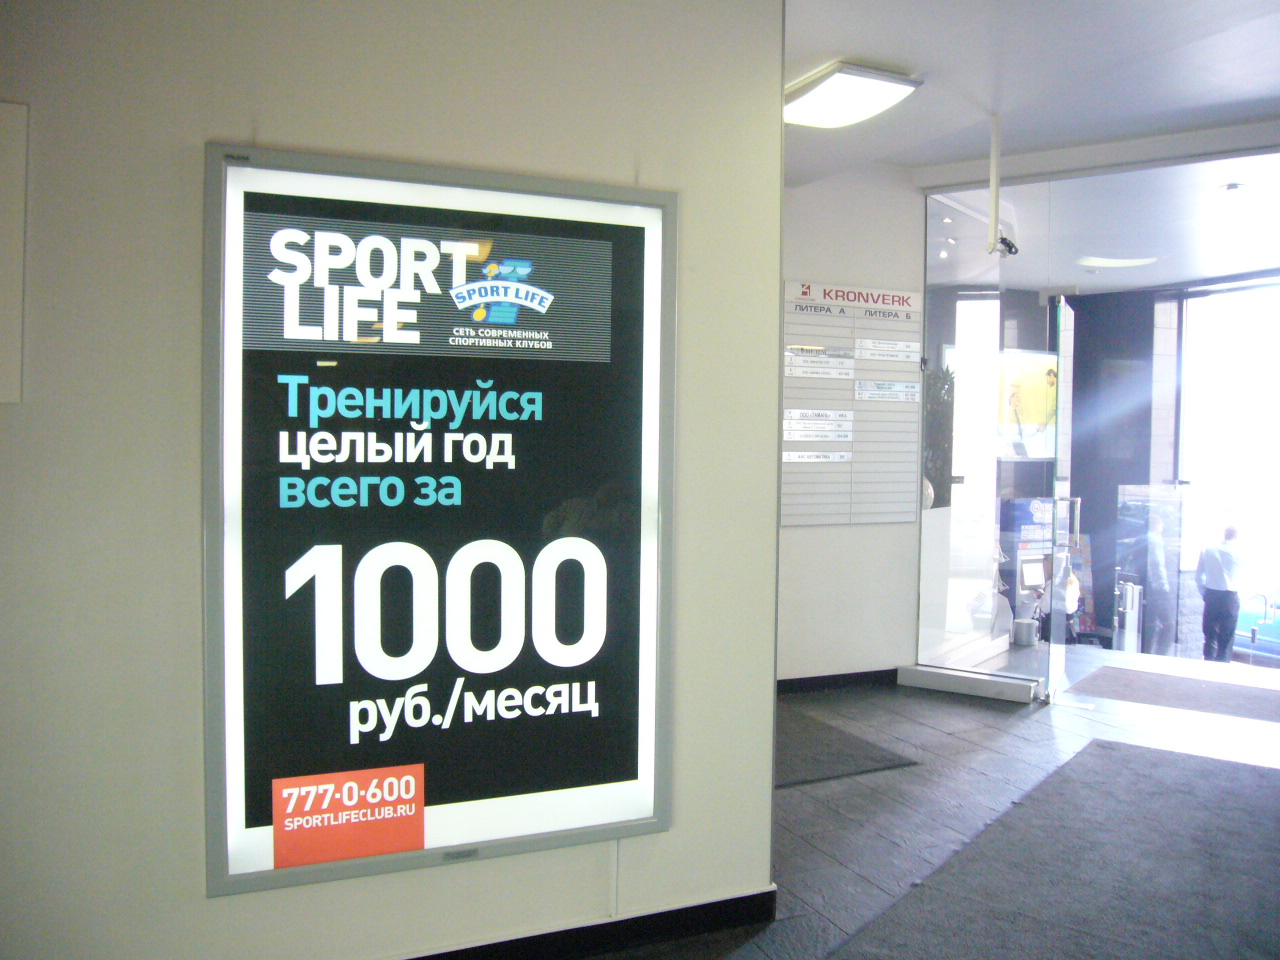 SPORT
LIFE
SPORT LIFE
СЕТЬ СОВРЕМЕННЫХ
СПОРТИВНЫХ КЛУБОВ
Тренируйся
целый год
всего за
1000
руб./месяц
777·0·600
SPORTLIFECLUB.RU
KRONVERK
ЛИТЕРА А
ЛИТЕРА Б